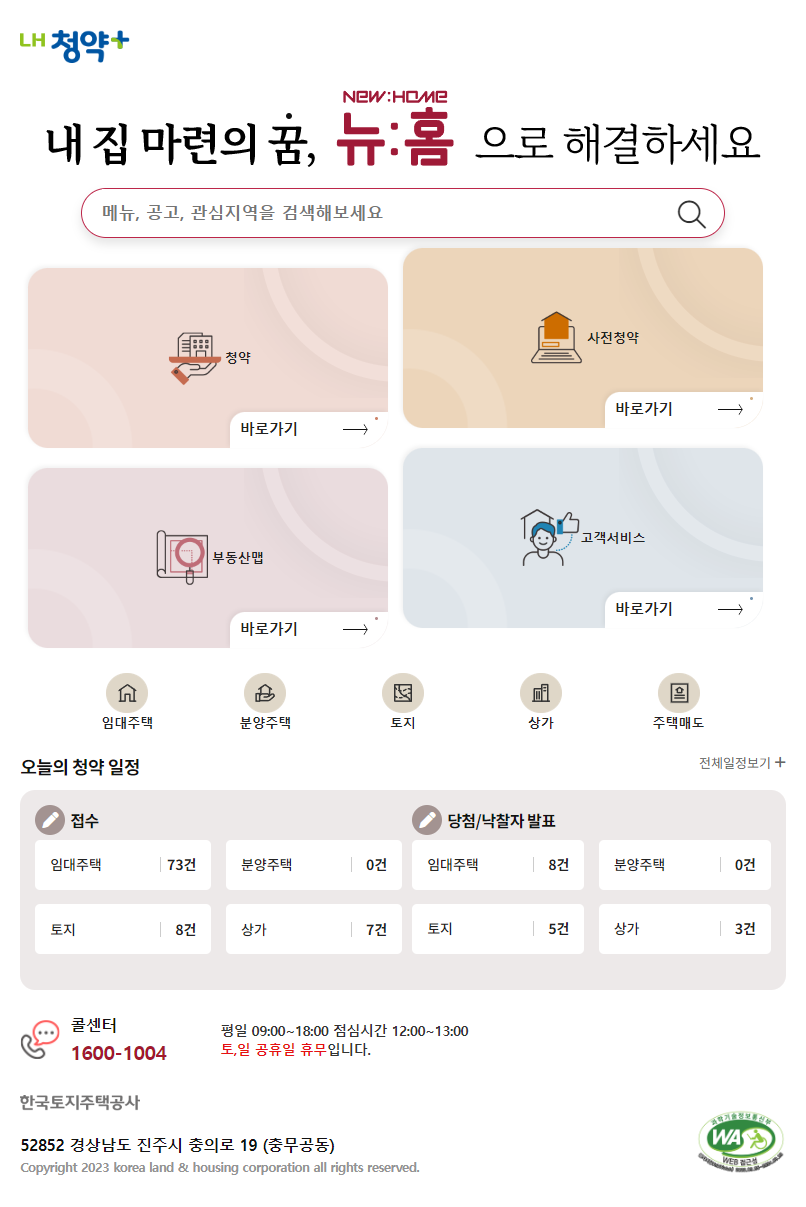 LH 청약+
NEW:HOME
내 집 마련의 꿈, 뉴:홈 으로 해결하세요
메뉴, 공고, 관심지역을 검색해보세요
청약
바로가기
사전청약
바로가기
부동산맵
바로가기
고객서비스
바로가기
임대주택
분양주택
토지
상가
주택매도
오늘의 청약 일정
전체일정보기 +
접수
임대주택 73건
분양주택 0건
토지 8건
상가 7건
당첨/낙찰자 발표
임대주택 8건
분양주택 0건
토지 5건
상가 3건
콜센터
1600-1004
평일 09:00~18:00 점심시간 12:00~13:00
토,일 공휴일 휴무입니다.
한국토지주택공사
52852 경상남도 진주시 충의로 19 (충무공동)
Copyright 2023 korea land & housing corporation all rights reserved.
과학기술정보통신부
WA
WEB 접근성